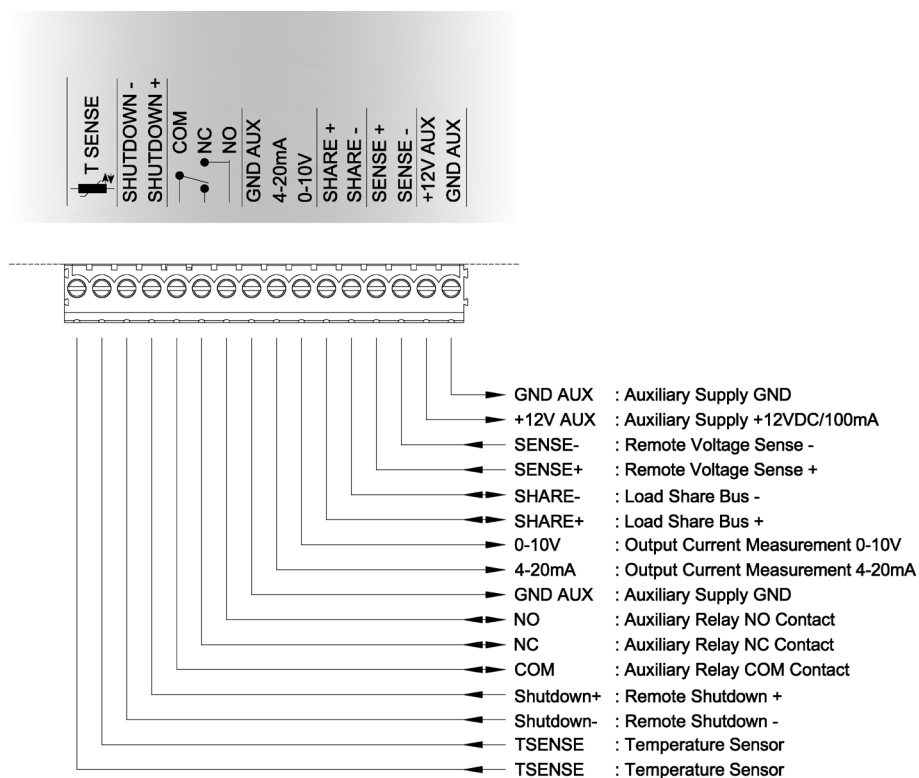 T SENSE
SHUTDOWN -
SHUTDOWN +
COM
NC
NO
GND AUX
4-20mA
0-10V
SHARE +
SHARE -
SENSE +
SENSE -
+12V AUX
GND AUX
GND AUX : Auxiliary Supply GND
+12V AUX : Auxiliary Supply +12VDC/100mA
SENSE- : Remote Voltage Sense -
SENSE+ : Remote Voltage Sense +
SHARE- : Load Share Bus -
SHARE+ : Load Share Bus +
0-10V : Output Current Measurement 0-10V
4-20mA : Output Current Measurement 4-20mA
GND AUX : Auxiliary Supply GND
NO : Auxiliary Relay NO Contact
NC : Auxiliary Relay NC Contact
COM : Auxiliary Relay COM Contact
Shutdown+ : Remote Shutdown +
Shutdown- : Remote Shutdown -
TSENSE : Temperature Sensor
TSENSE : Temperature Sensor